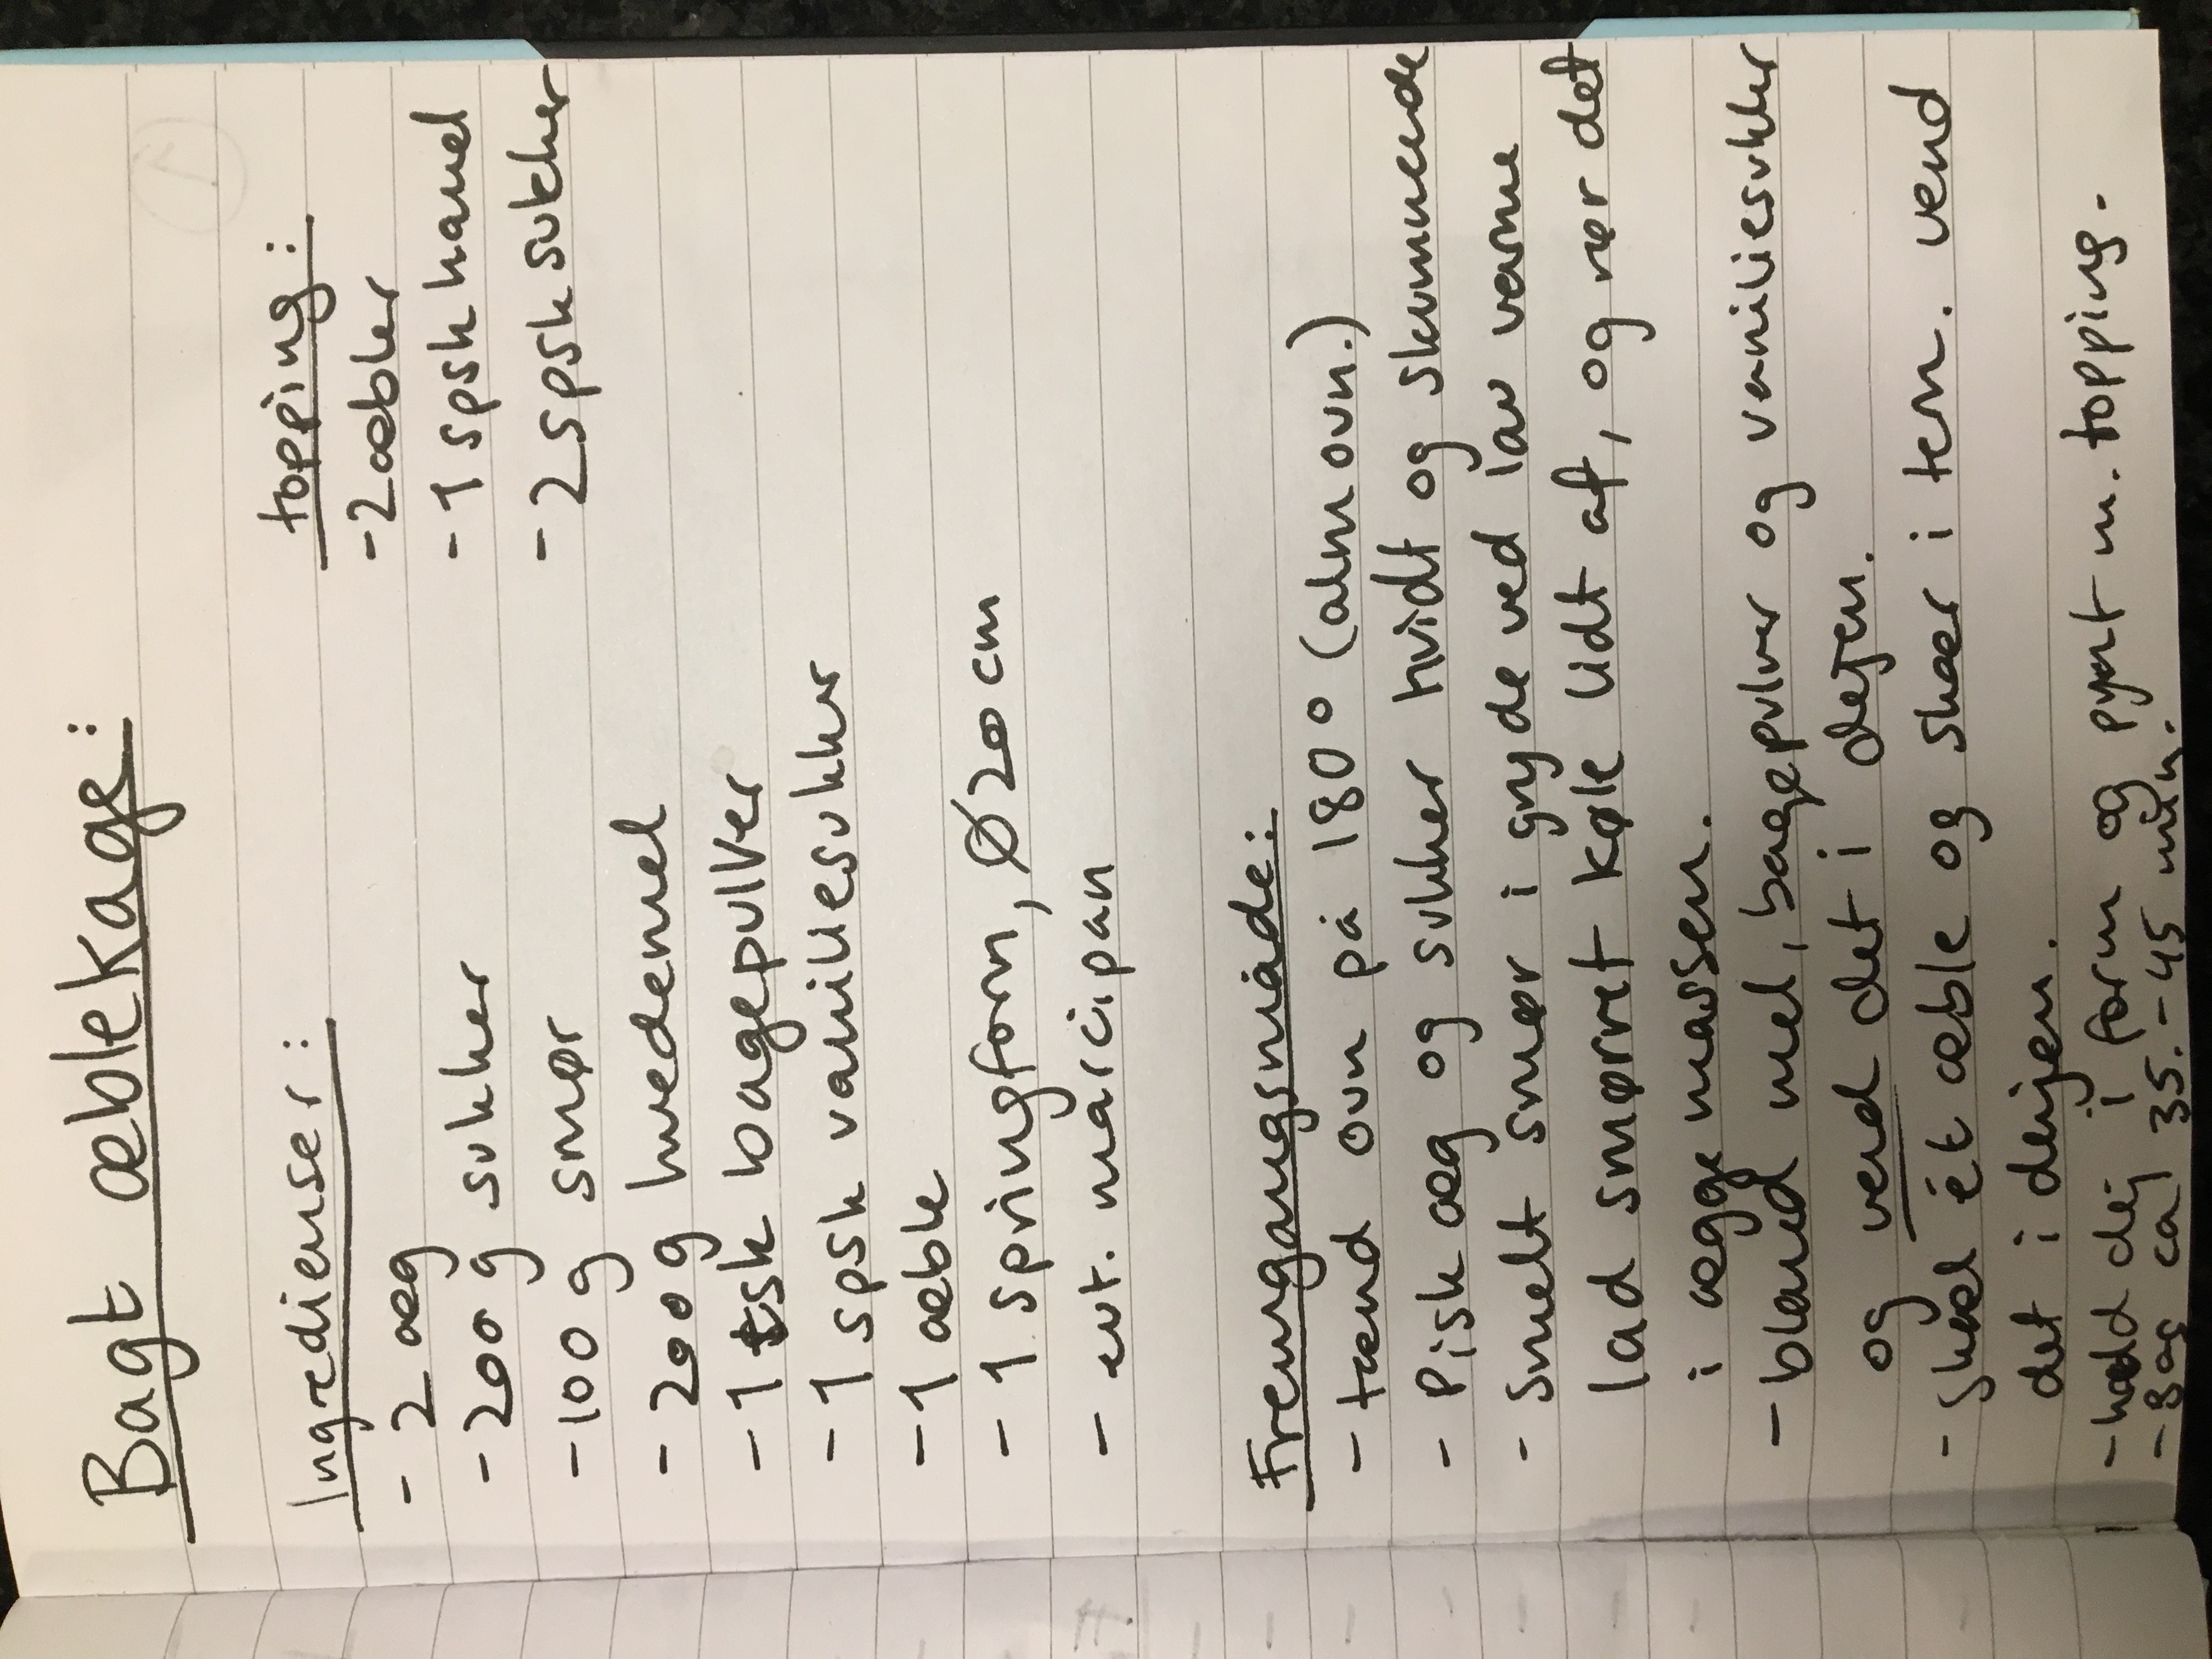 Bagt æblekage:
Ingredienser:
- 2 æg
- 200 g sukker
- 100 g smør
- 200 g hvedemel
- 1 tsk bagepulver
- 1 spsk vanillesukker
- 1 æble
- 1 springform, Ø20 cm
- evt. marcipan
topping:
- 2 æbler
- 1 spsk kanel
- 2 spsk sukker
Fremgangsmåde:
- tænd ovn på 180° (alm ovn.)
- Pisk æg og sukker hvidt og skummende
- Smelt smør i gryde ved lav varme
lad smørret køle lidt af, og rør det
i ægge massen.
- bland mel, bagepulver og vaniliesukker
og vend det i dejen.
- Skræl ét æble og skær i tern. vend
det i dejen.
- hæld dej i form og pynt m. topping.
- Bag ca 35.-45 min.